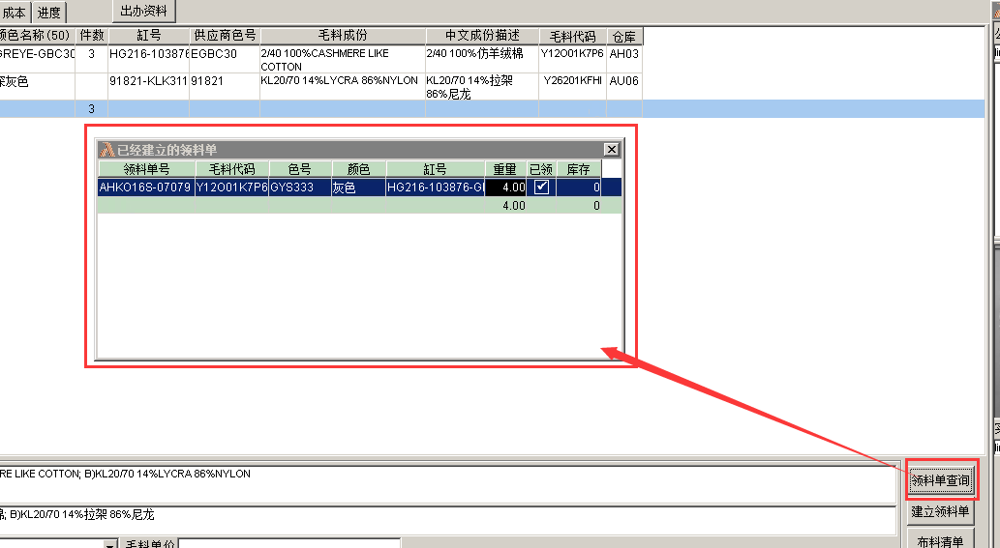 成本 进度 出办资料
颜色名称(50) 件数 缸号 供应商色号 毛料成份 中文成份描述 毛料代码 仓库
GREYE-GBC30 3 HG216-103876 EGBC30 2/40 100%CASHMERE LIKE COTTON 2/40 100%仿羊绒棉 Y12O01K7P6 AH03
深灰色 91821-KLK311 91821 KL20/70 14%LYCRA 86%NYLON KL20/70 14%拉架 86%尼龙 Y26201KFHI AU06
3
已经建立的领料单
领料单号 毛料代码 色号 颜色 缸号 重量 已领 库存
AHKO16S-07079 Y12O01K7P6 GYS333 灰色 HG216-103876-G 4.00 0
4.00 0
RE LIKE COTTON; B)KL20/70 14%LYCRA 86%NYLON
领料单查询
棉; B)KL20/70 14%拉架 86%尼龙
建立领料单
毛料单价
布料清单